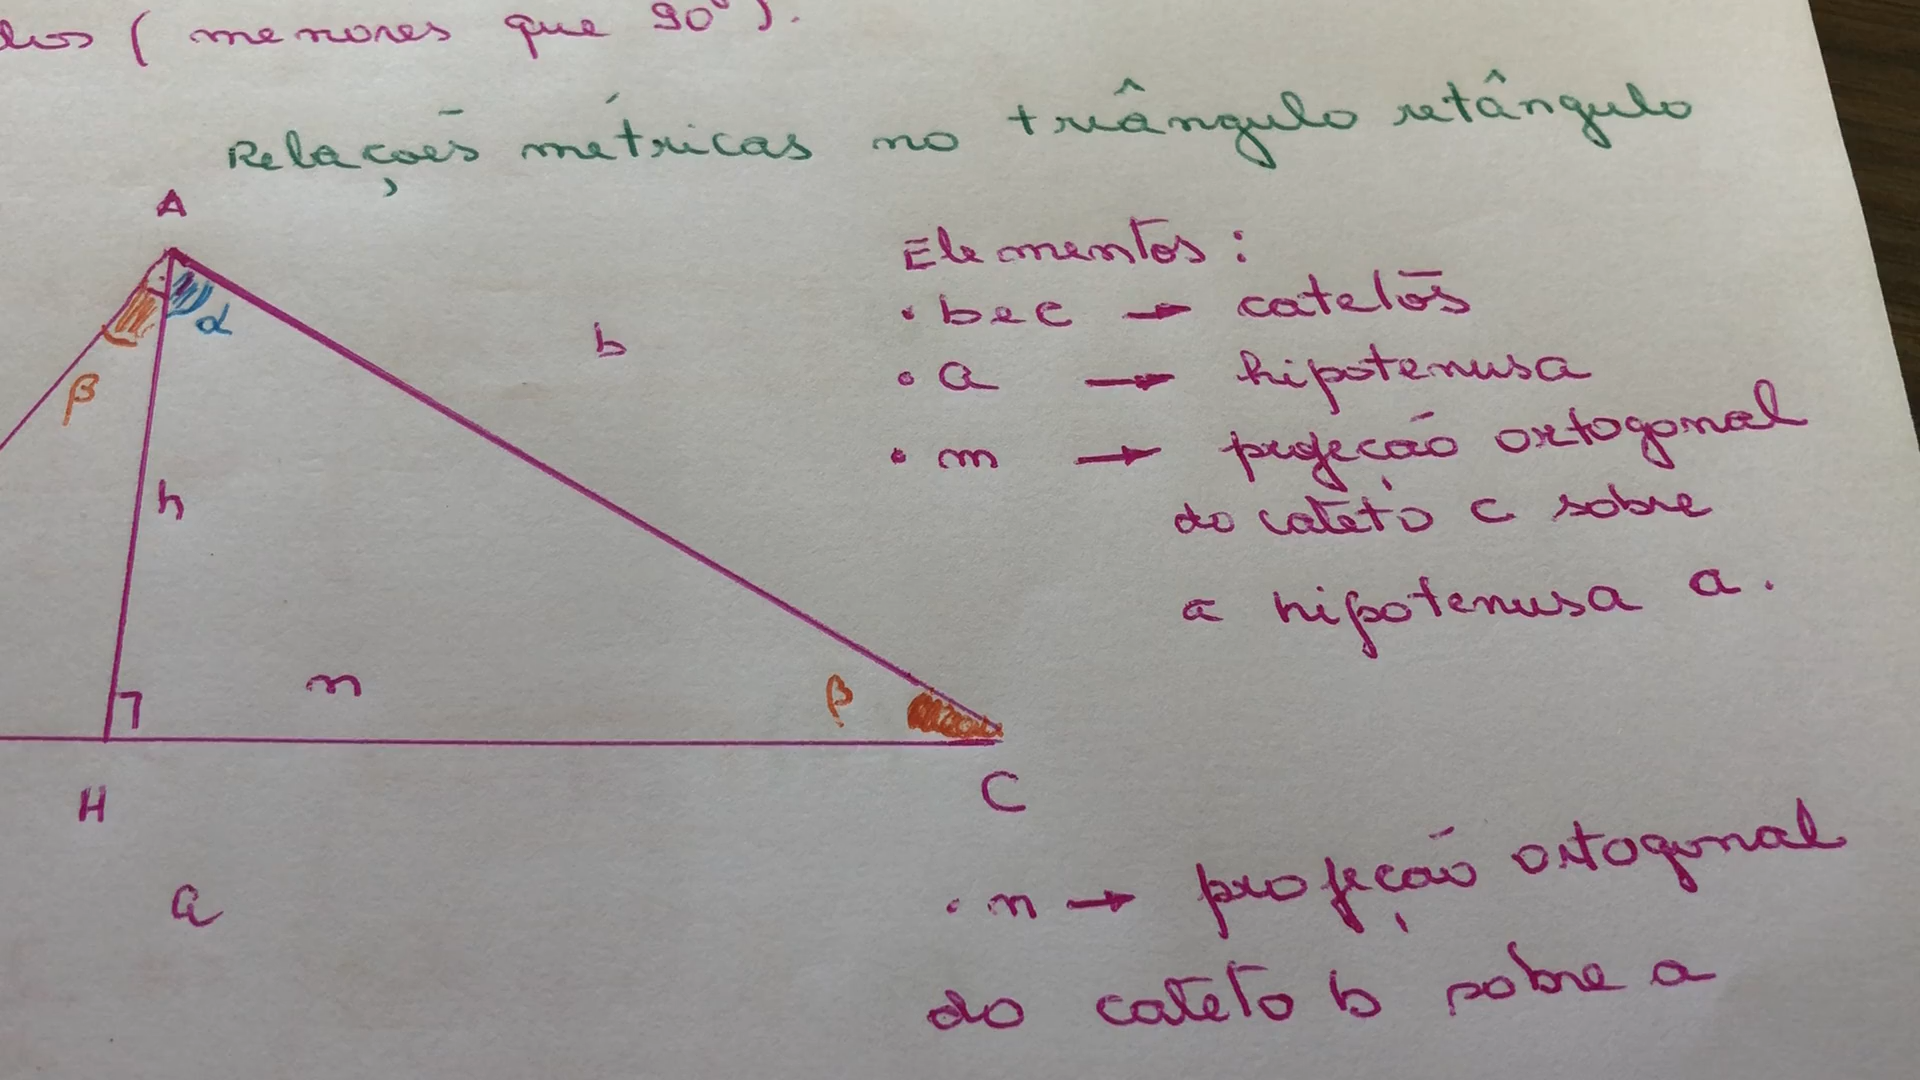 (menores que 90°).
Relações métricas no triângulo retângulo
A
Elementos:
• b e c → catetos
α
b
• a → hipotenusa
β
• m → projeção ortogonal
h
do cateto c sobre
a hipotenusa a.
n
β
H
C
a
• n → projeção ortogonal
do cateto b sobre a